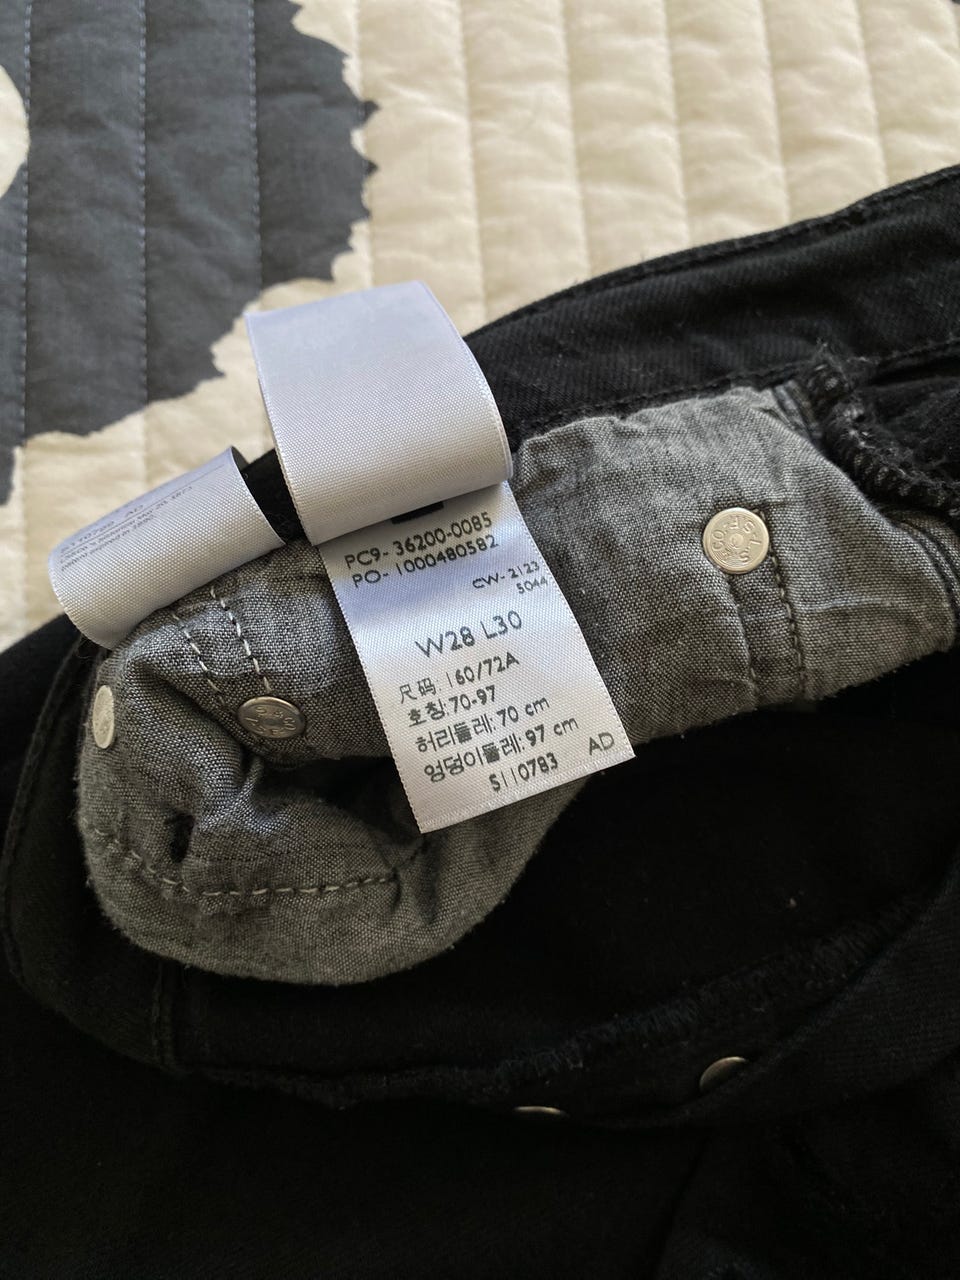 PC9- 36200-0085
PO- 1000480582
CW- 2123
5044
W28 L30
尺码: 160/72A
호칭:70-97
허리둘레: 70 cm
엉덩이둘레: 97 cm
AD
S110783